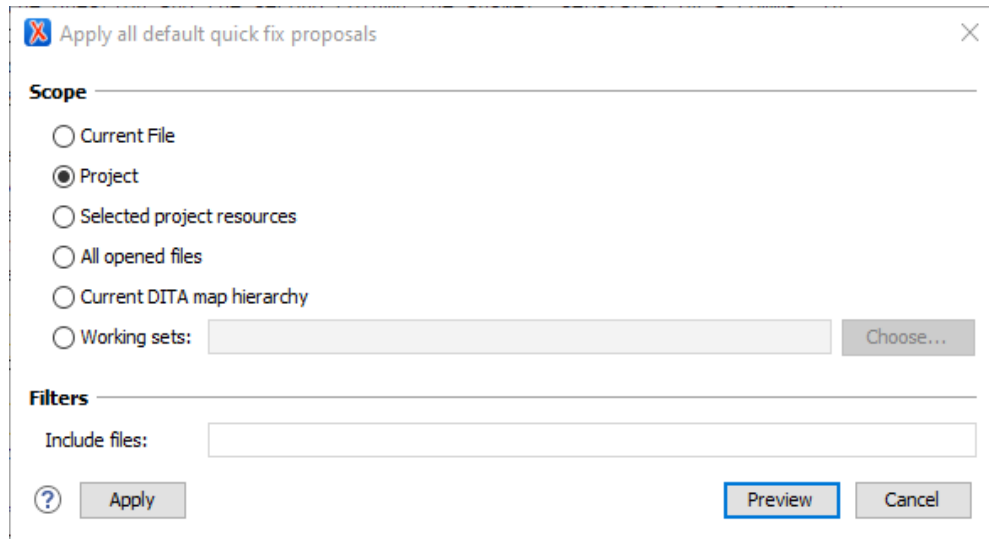 Apply all default quick fix proposals
Scope
Current File
Project
Selected project resources
All opened files
Current DITA map hierarchy
Working sets:
Choose...
Filters
Include files:
?
Apply
Preview
Cancel